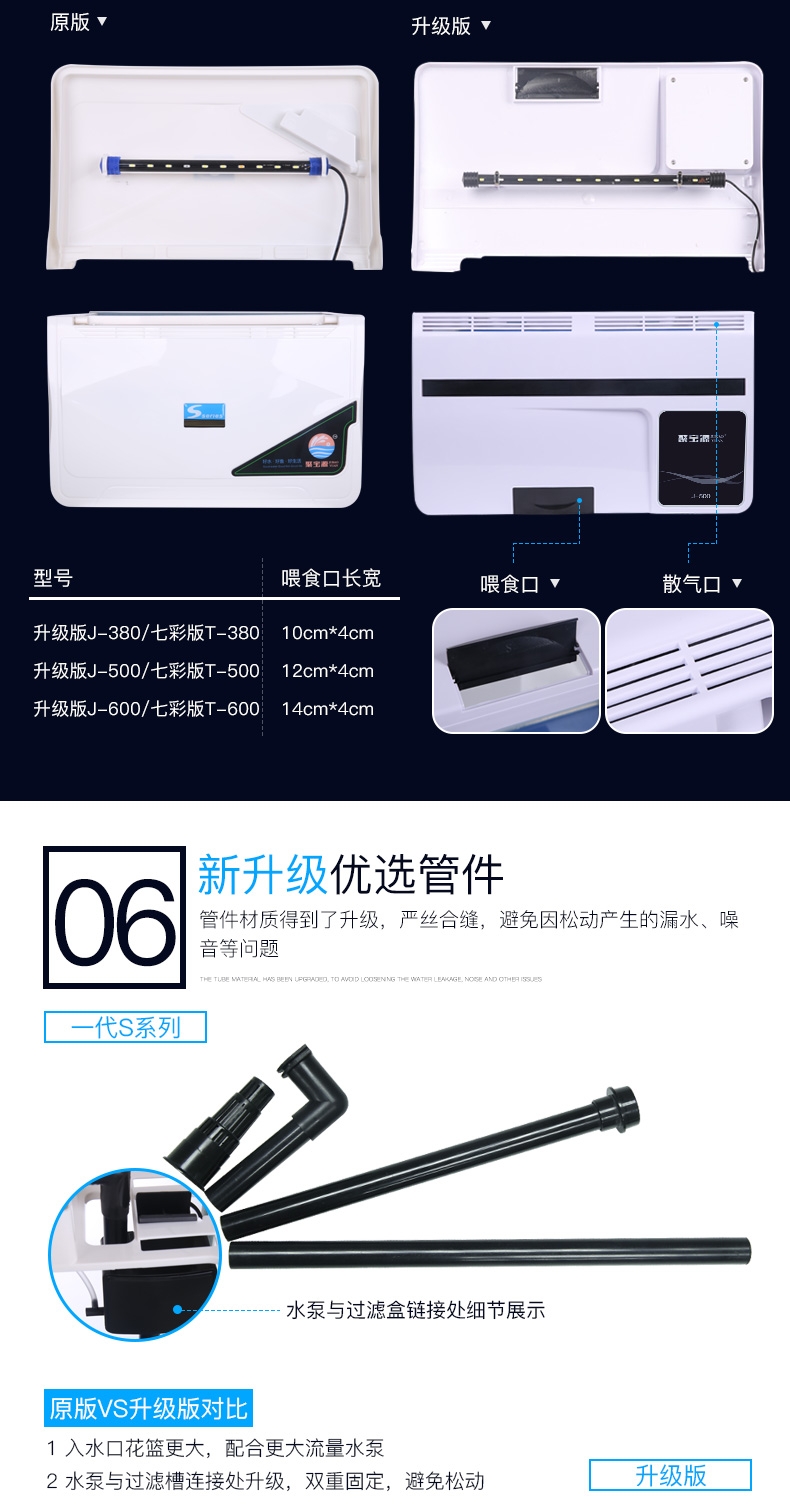 原版
升级版
S series
聚宝源
聚宝源
J-500
喂食口
散气口
型号 喂食口长宽
升级版J-380/七彩版T-380 10cm*4cm
升级版J-500/七彩版T-500 12cm*4cm
升级版J-600/七彩版T-600 14cm*4cm
06
新升级优选管件
管件材质得到了升级，严丝合缝，避免因松动产生的漏水、噪
音等问题
THE TUBE MATERIAL HAS BEEN UPGRADED, TO AVOID LOOSENING THE WATER LEAKAGE, NOISE AND OTHER ISSUES
一代S系列
水泵与过滤盒链接处细节展示
原版VS升级版对比
1 入水口花篮更大，配合更大流量水泵
2 水泵与过滤槽连接处升级，双重固定，避免松动
升级版